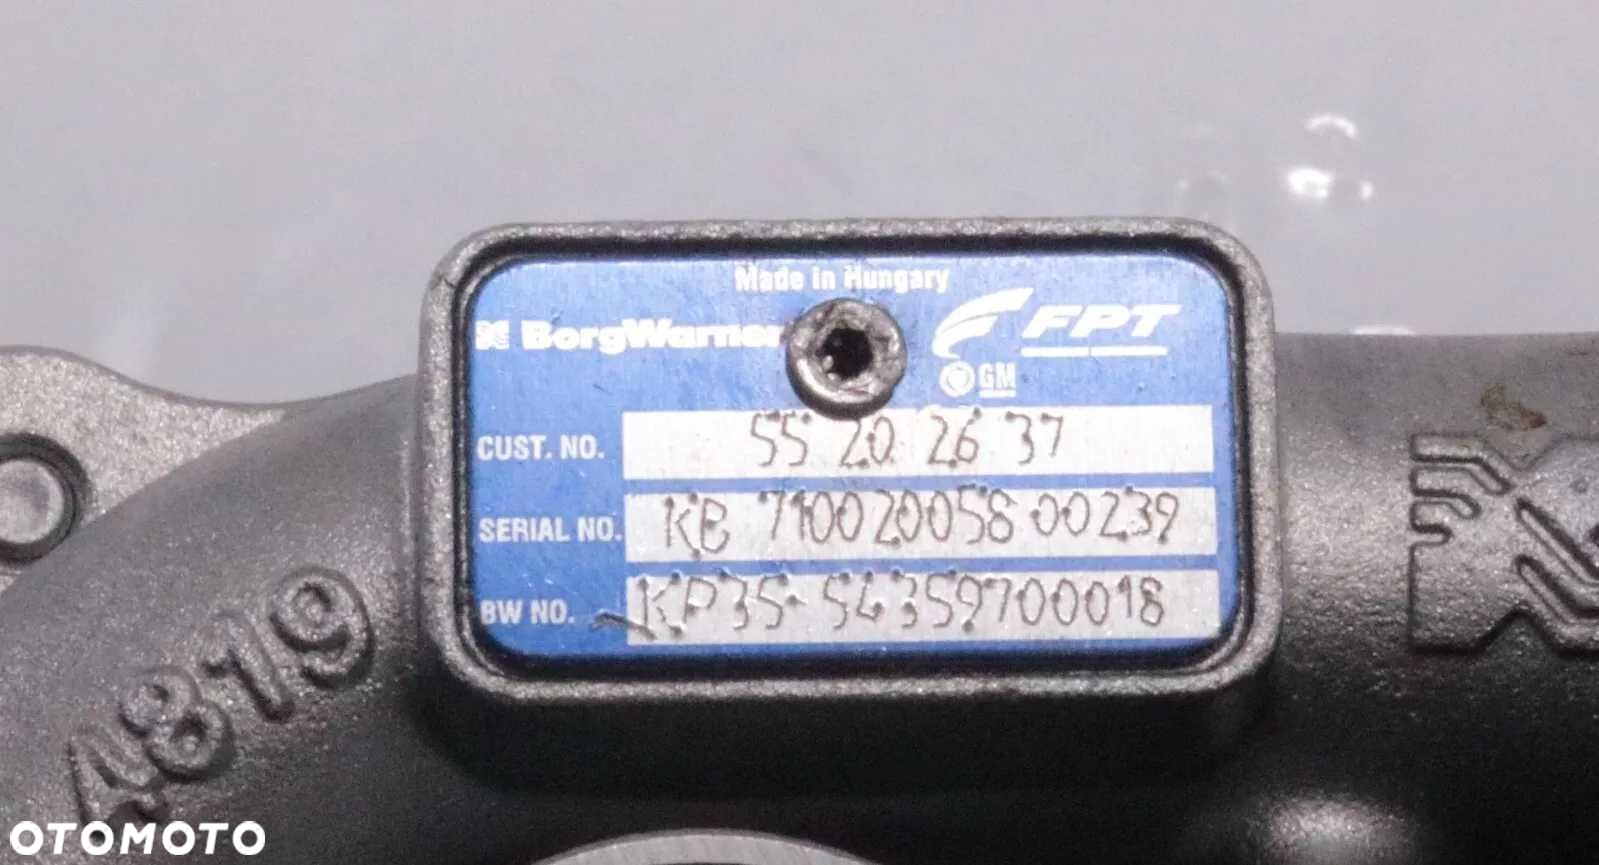 Made in Hungary
BorgWarner
FPT
GM
CUST. NO. 55 20 26 37
SERIAL NO. KB 710020058 00239
BW NO. KP35-54359700018
4819
OTOMOTO